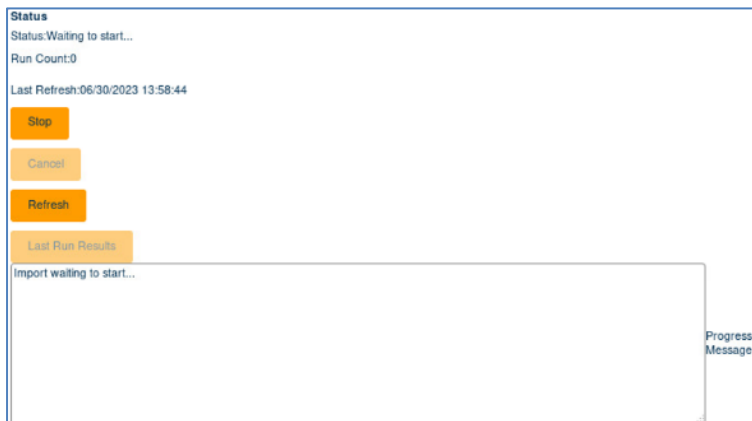 Status
Status:Waiting to start...
Run Count:0
Last Refresh:06/30/2023 13:58:44
Stop
Cancel
Refresh
Last Run Results
Import waiting to start...
Progress
Message